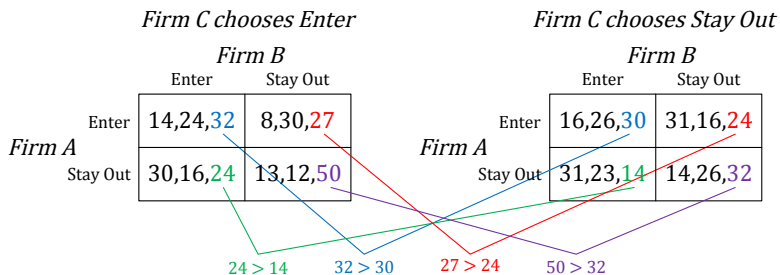 Firm C chooses Enter
Firm B
Enter Stay Out
Enter 14,24,32 8,30,27
Firm A
Stay Out 30,16,24 13,12,50
Firm C chooses Stay Out
Firm B
Enter Stay Out
Enter 16,26,30 31,16,24
Firm A
Stay Out 31,23,14 14,26,32
24 > 14 32 > 30 27 > 24 50 > 32